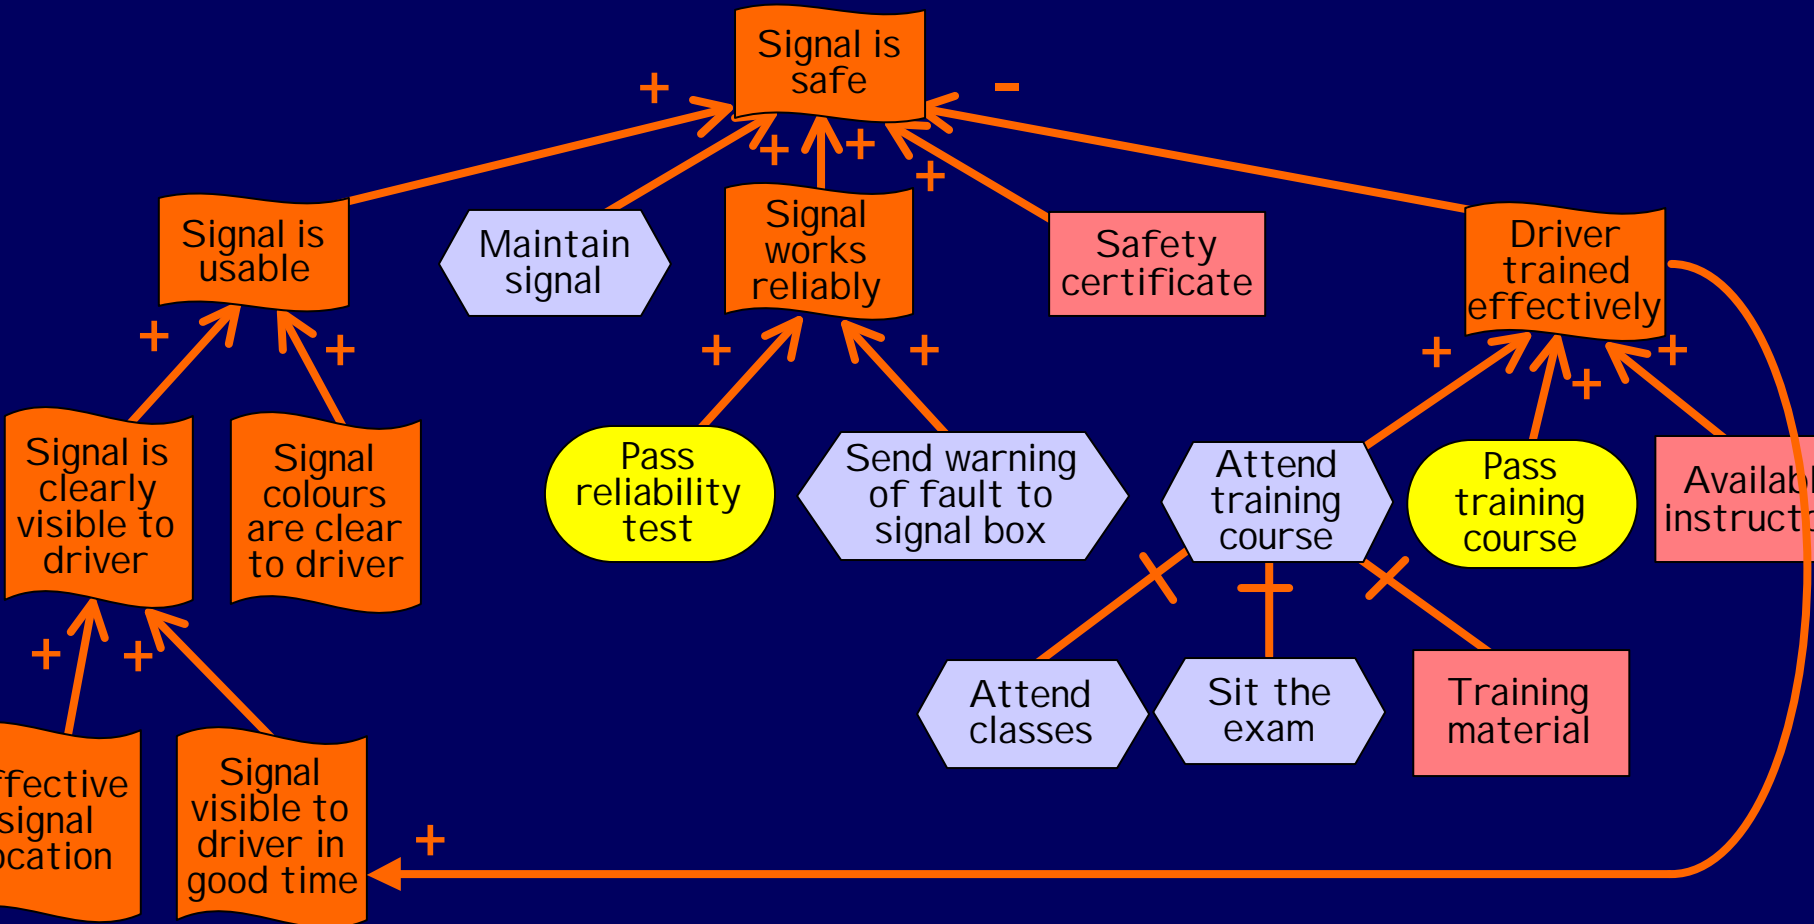 Signal is
safe
+
-
+
+
+
Signal is
usable
Maintain
signal
Signal
works
reliably
Safety
certificate
Driver
trained
effectively
+
+
+
+
+
+
+
Signal is
clearly
visible to
driver
Signal
colours
are clear
to driver
Pass
reliability
test
Send warning
of fault to
signal box
Attend
training
course
Pass
training
course
+
+
Attend
classes
Sit the
exam
Training
material
signal
Signal
visible to
driver in
good time
+